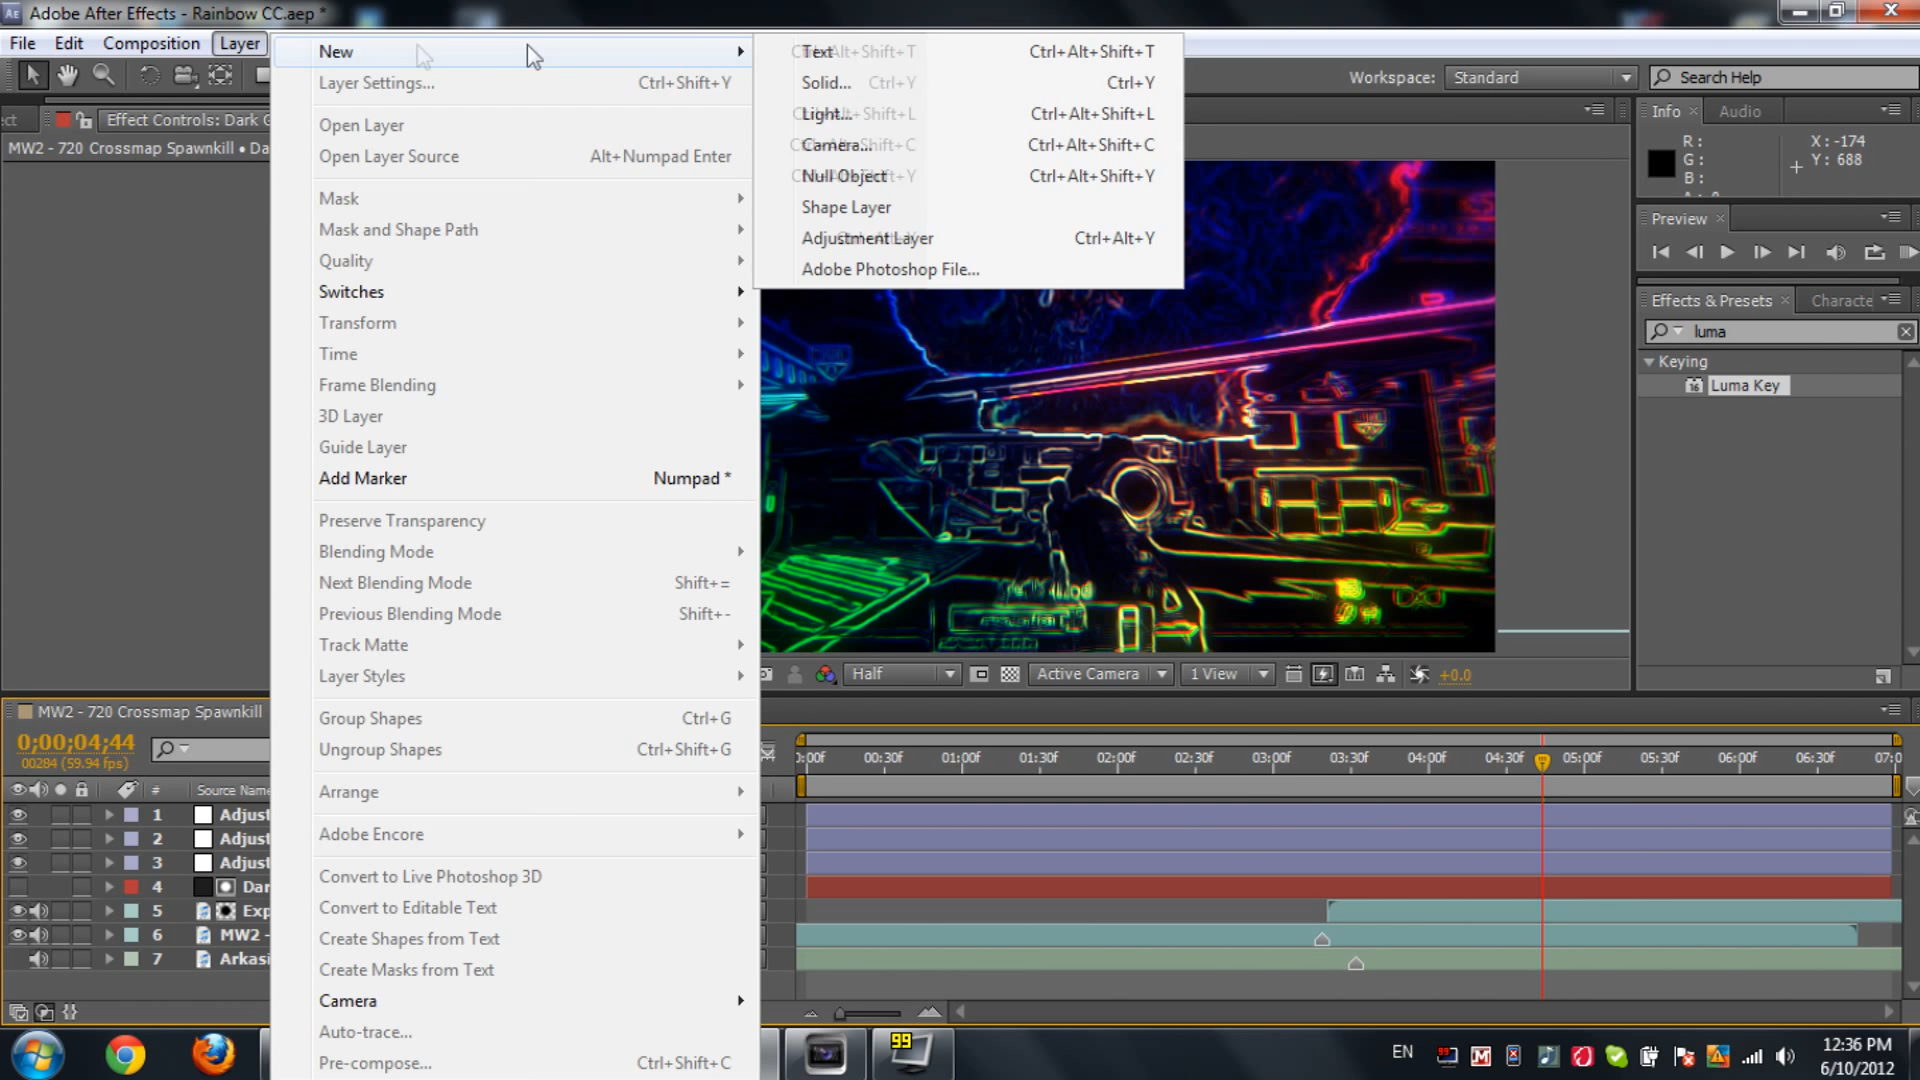 Adobe After Effects - Rainbow CC.aep *
File Edit Composition Layer
Workspace: Standard
Search Help
Effect Controls: Dark G
MW2 - 720 Crossmap Spawnkill • Da
New
Layer Settings... Ctrl+Shift+Y
Open Layer
Open Layer Source Alt+Numpad Enter
Mask
Mask and Shape Path
Quality
Switches
Transform
Time
Frame Blending
3D Layer
Guide Layer
Add Marker Numpad *
Preserve Transparency
Blending Mode
Next Blending Mode Shift+=
Previous Blending Mode Shift+-
Track Matte
Layer Styles
Group Shapes Ctrl+G
Ungroup Shapes Ctrl+Shift+G
Arrange
Adobe Encore
Convert to Live Photoshop 3D
Convert to Editable Text
Create Shapes from Text
Create Masks from Text
Camera
Auto-trace...
Pre-compose... Ctrl+Shift+C
Text Ctrl+Alt+Shift+T
Solid... Ctrl+Y
Light... Ctrl+Alt+Shift+L
Camera... Ctrl+Alt+Shift+C
Null Object Ctrl+Alt+Shift+Y
Shape Layer
Adjustment Layer Ctrl+Alt+Y
Adobe Photoshop File...
Info Audio
R: X: -174
G: Y: 688
B:
Preview
Effects & Presets Characte
luma
Keying
Luma Key
Half Active Camera 1 View +0.0
MW2 - 720 Crossmap Spawnkill
0;00;04;44
00284 (59.94 fps)
00:30f 01:00f 01:30f 02:00f 02:30f 03:00f 03:30f 04:00f 04:30f 05:00f 05:30f 06:00f 06:30f 07:0
# Source Name
1 Adjust
2 Adjust
3 Adjust
4 Dar
5 Exp
6 MW2 -
7 Arkasi
99
EN
12:36 PM
6/10/2012